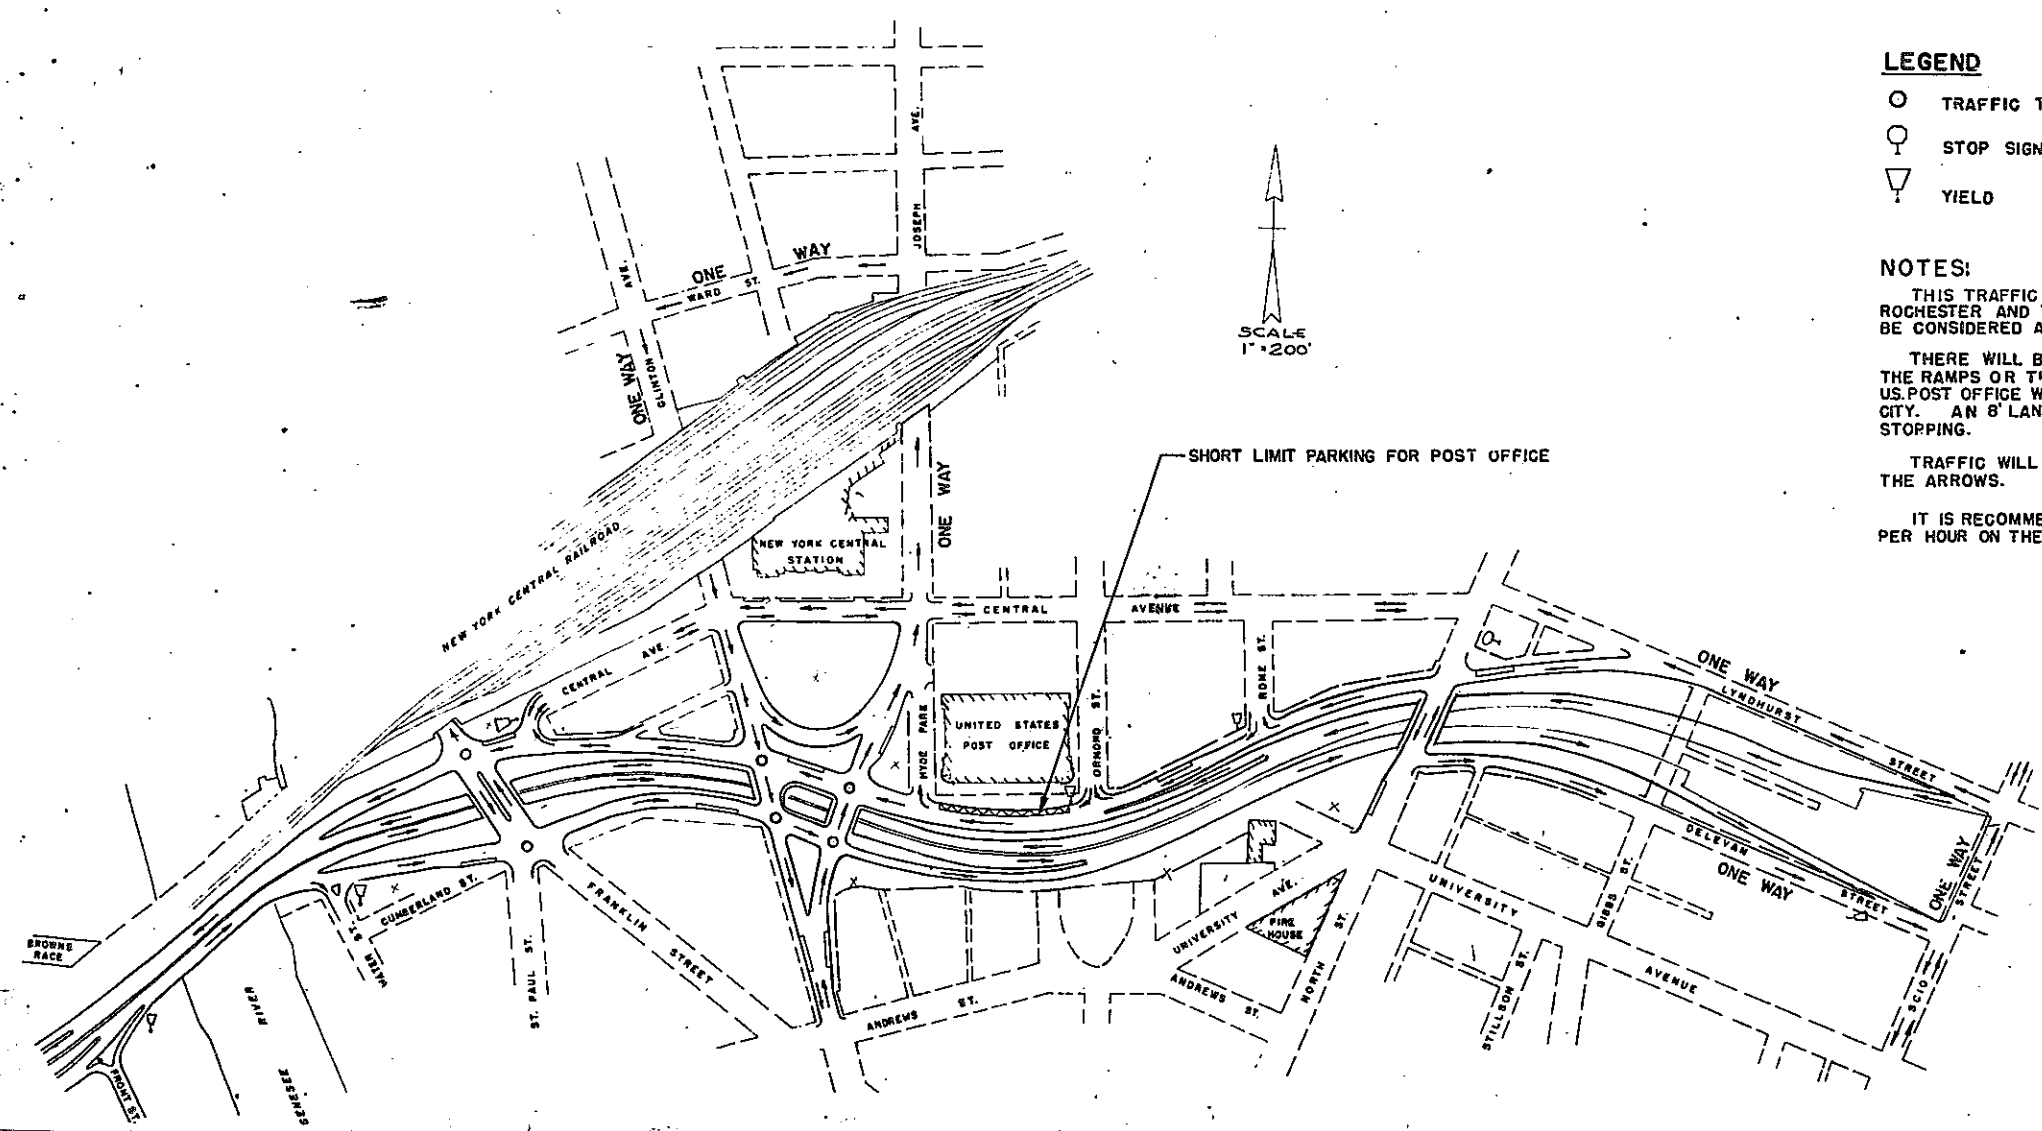 LEGEND
TRAFFIC T
STOP SIGN
YIELD
NOTES:
THIS TRAFFIC
ROCHESTER AND
BE CONSIDERED A
THERE WILL B
THE RAMPS OR
U.S. POST OFFICE W
CITY. AN 8' LAN
STOPPING.
TRAFFIC WILL
THE ARROWS.
IT IS RECOMME
PER HOUR ON THE
SCALE
1"=200'
AVE.
JOSEPH
ONE WAY
WARD ST.
AVE.
CLINTON
ONE WAY
ONE WAY
SHORT LIMIT PARKING FOR POST OFFICE
NEW YORK CENTRAL RAILROAD
NEW YORK CENTRAL
STATION
CENTRAL AVENUE
CENTRAL AVE.
HYDE PARK
UNITED STATES
POST OFFICE
ORMOND ST.
ROME ST.
ONE WAY
LYNDHURST STREET
DELEVAN STREET
ONE WAY
ONE WAY
STREET
SCIO
UNIVERSITY AVENUE
GIBBS ST.
STILLSON ST.
NORTH ST.
FIRE
HOUSE
UNIVERSITY AVE.
ANDREWS ST.
ANDREWS ST.
FRANKLIN STREET
ST. PAUL ST.
CUMBERLAND ST.
WATER ST.
BROWNS
RACE
RIVER
GENESEE
FRONT ST.